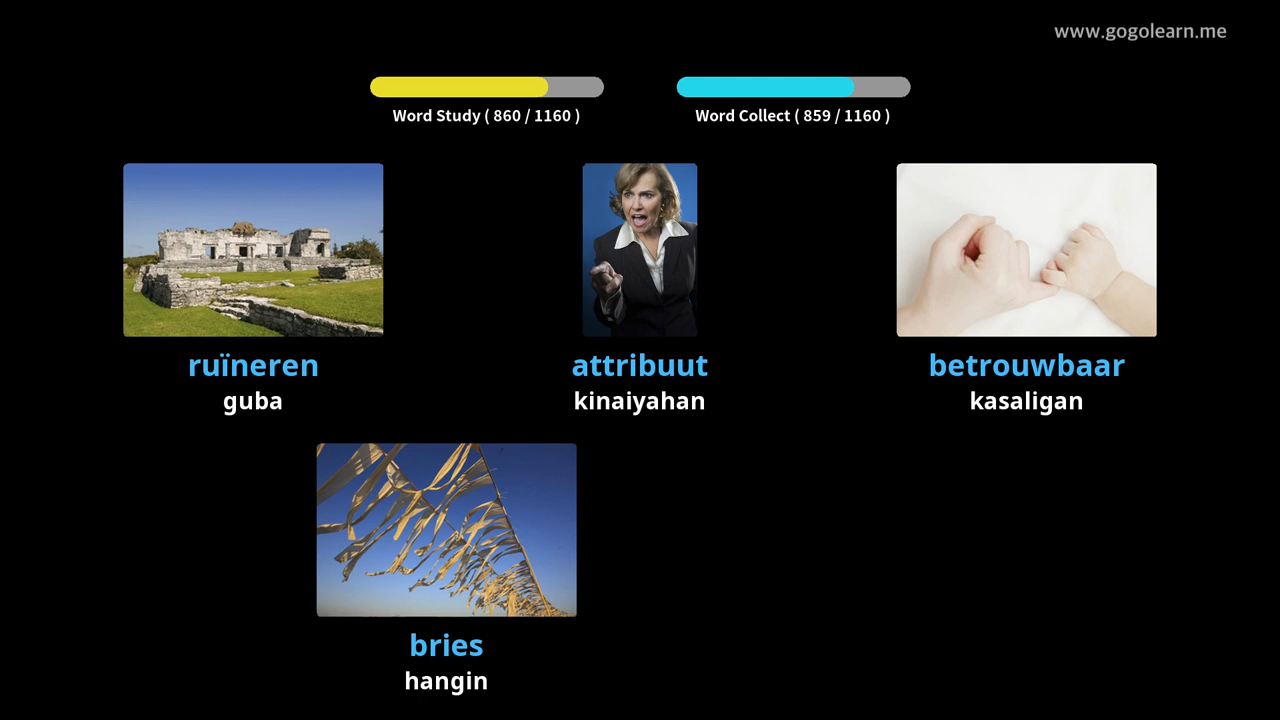 www.gogolearn.me
Word Study ( 860 / 1160 )
Word Collect ( 859 / 1160 )
ruïneren
guba
attribuut
kinaiyahan
betrouwbaar
kasaligan
bries
hangin